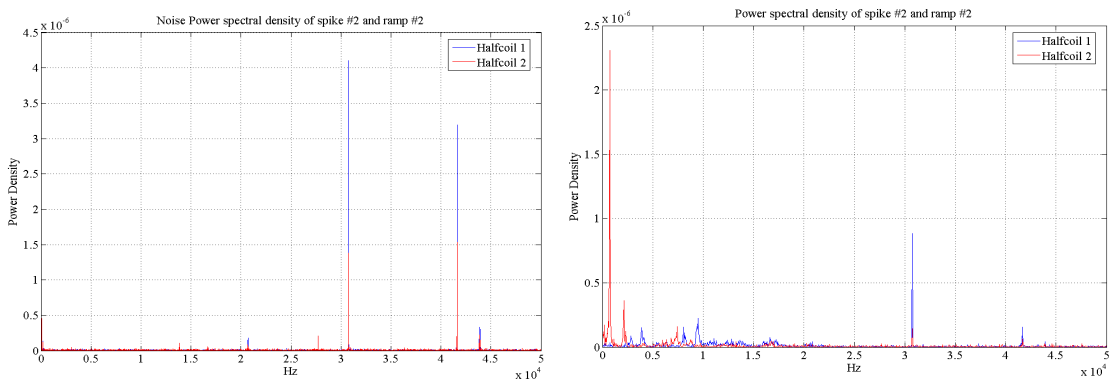 Noise Power spectral density of spike #2 and ramp #2
x 10^-6
Power Density
4.5
4
3.5
3
2.5
2
1.5
1
0.5
0
0 0.5 1 1.5 2 2.5 3 3.5 4 4.5 5
x 10^4
Hz
Halfcoil 1
Halfcoil 2
Power spectral density of spike #2 and ramp #2
x 10^-6
Power Density
2.5
2
1.5
1
0.5
0
0 0.5 1 1.5 2 2.5 3 3.5 4 4.5 5
x 10^4
Hz
Halfcoil 1
Halfcoil 2